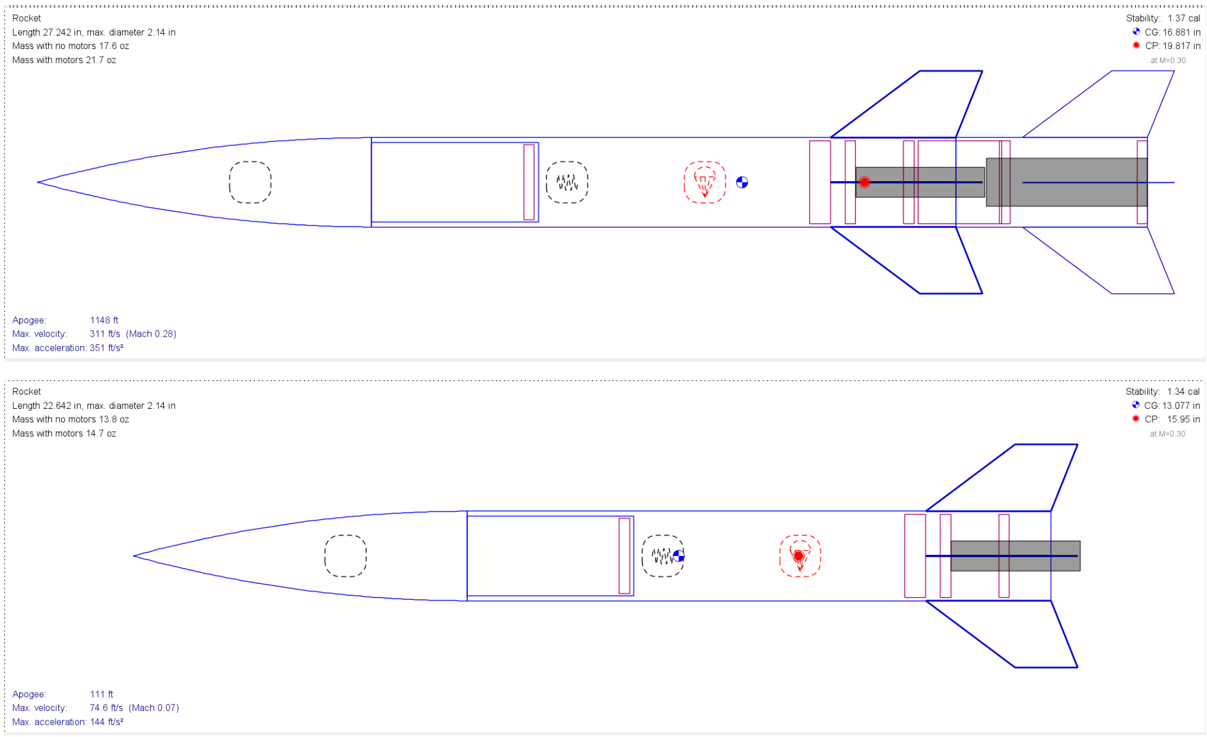 Rocket
Length 27.242 in, max. diameter 2.14 in
Mass with no motors 17.6 oz
Mass with motors 21.7 oz
Stability: 1.37 cal
CG: 16.881 in
CP: 19.817 in
at M=0.30
Apogee: 1148 ft
Max. velocity: 311 ft/s (Mach 0.28)
Max. acceleration: 351 ft/s²
Rocket
Length 22.642 in, max. diameter 2.14 in
Mass with no motors 13.8 oz
Mass with motors 14.7 oz
Stability: 1.34 cal
CG: 13.077 in
CP: 15.95 in
at M=0.30
Apogee: 111 ft
Max. velocity: 74.6 ft/s (Mach 0.07)
Max. acceleration: 144 ft/s²